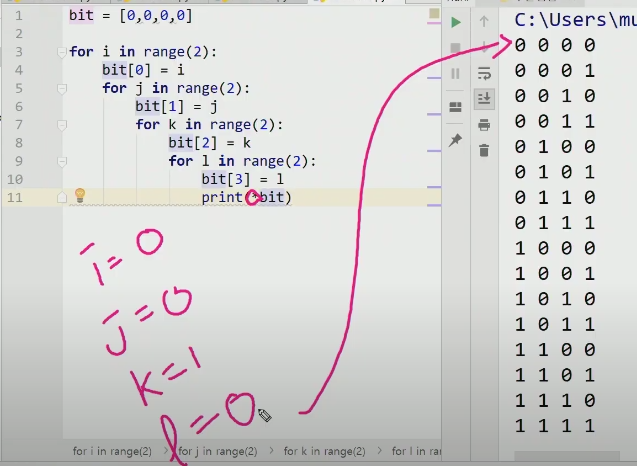 1 bit = [0,0,0,0]
2
3 for i in range(2):
4 bit[0] = i
5 for j in range(2):
6 bit[1] = j
7 for k in range(2):
8 bit[2] = k
9 for l in range(2):
10 bit[3] = l
11 print(*bit)
i=0
j=0
k=1
l=0
for i in range(2) > for j in range(2) > for k in range(2) > for l in ran
C:\Users\mu
0 0 0 0
0 0 0 1
0 0 1 0
0 0 1 1
0 1 0 0
0 1 0 1
0 1 1 0
0 1 1 1
1 0 0 0
1 0 0 1
1 0 1 0
1 0 1 1
1 1 0 0
1 1 0 1
1 1 1 0
1 1 1 1